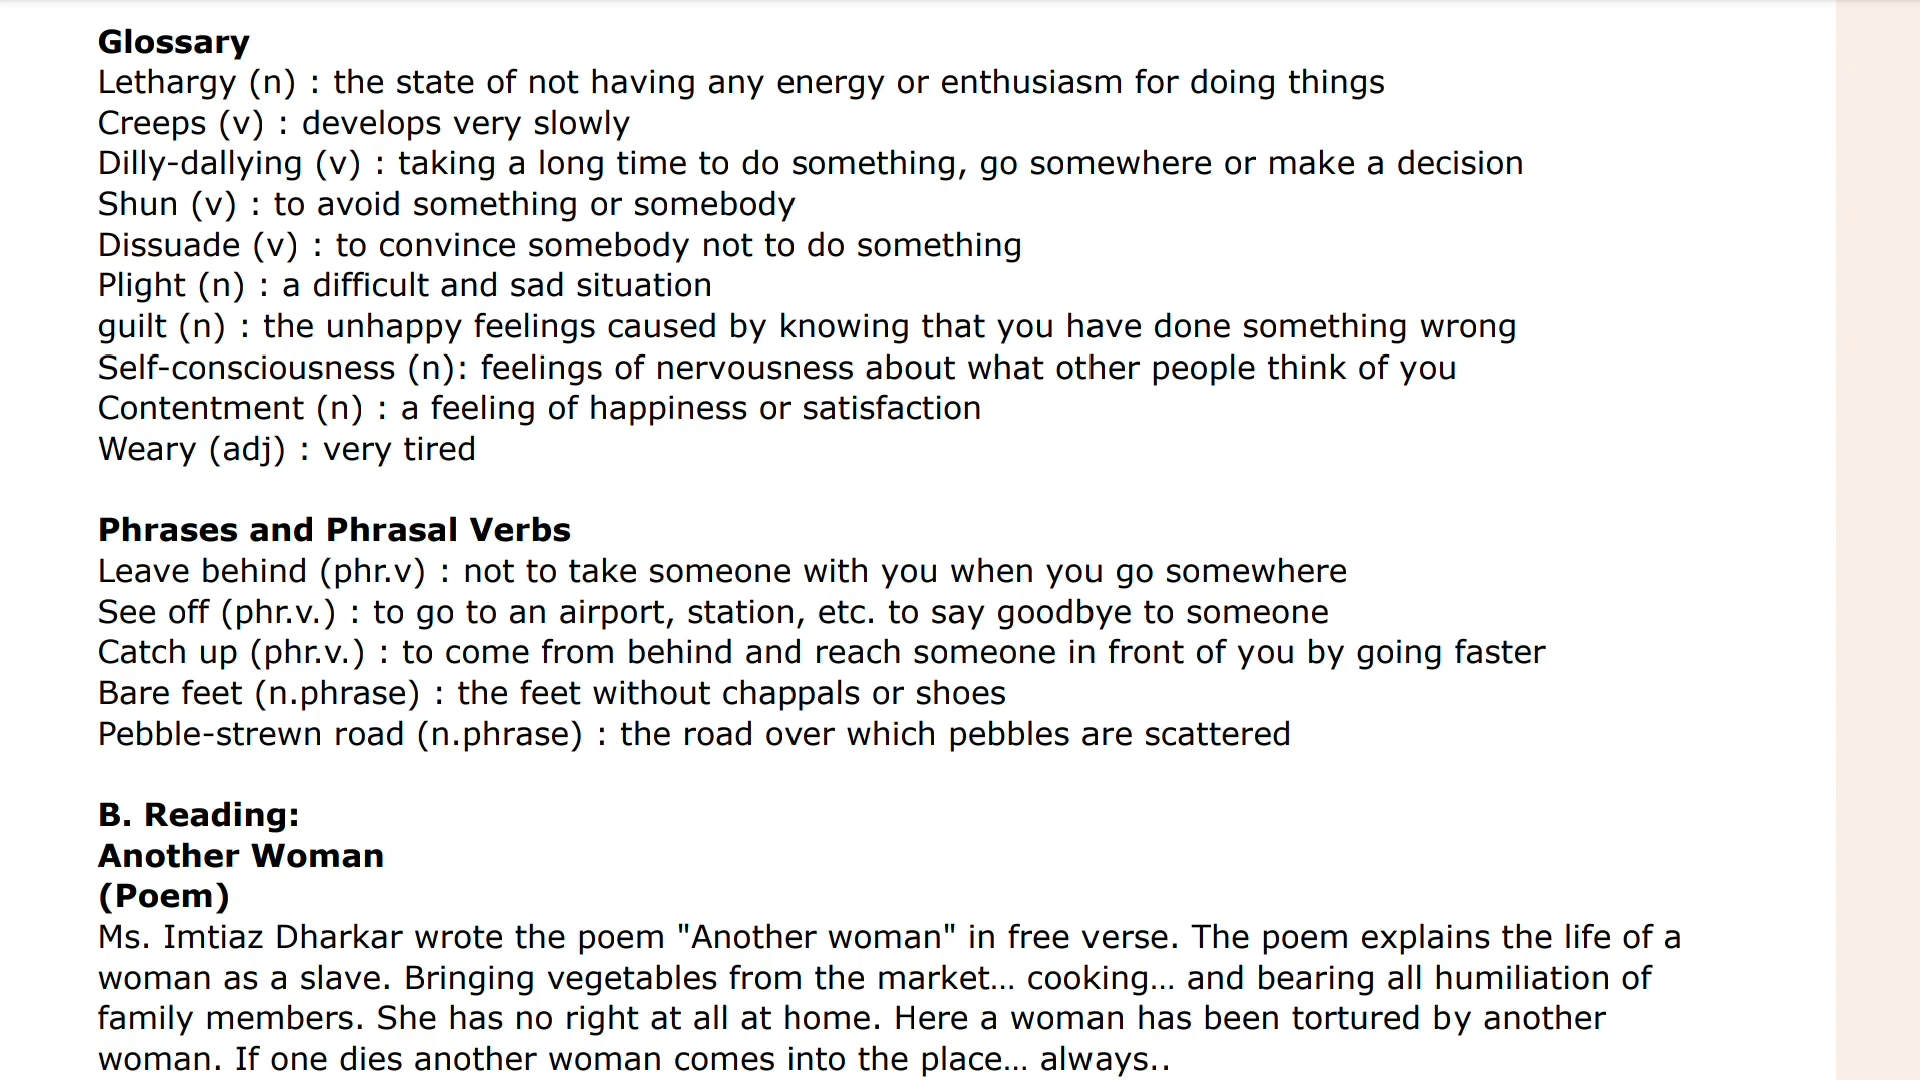 Glossary
Lethargy (n) : the state of not having any energy or enthusiasm for doing things
Creeps (v) : develops very slowly
Dilly-dallying (v) : taking a long time to do something, go somewhere or make a decision
Shun (v) : to avoid something or somebody
Dissuade (v) : to convince somebody not to do something
Plight (n) : a difficult and sad situation
guilt (n) : the unhappy feelings caused by knowing that you have done something wrong
Self-consciousness (n): feelings of nervousness about what other people think of you
Contentment (n) : a feeling of happiness or satisfaction
Weary (adj) : very tired
Phrases and Phrasal Verbs
Leave behind (phr.v) : not to take someone with you when you go somewhere
See off (phr.v.) : to go to an airport, station, etc. to say goodbye to someone
Catch up (phr.v.) : to come from behind and reach someone in front of you by going faster
Bare feet (n.phrase) : the feet without chappals or shoes
Pebble-strewn road (n.phrase) : the road over which pebbles are scattered
B. Reading:
Another Woman
(Poem)
Ms. Imtiaz Dharkar wrote the poem "Another woman" in free verse. The poem explains the life of a
woman as a slave. Bringing vegetables from the market... cooking... and bearing all humiliation of
family members. She has no right at all at home. Here a woman has been tortured by another
woman. If one dies another woman comes into the place... always..